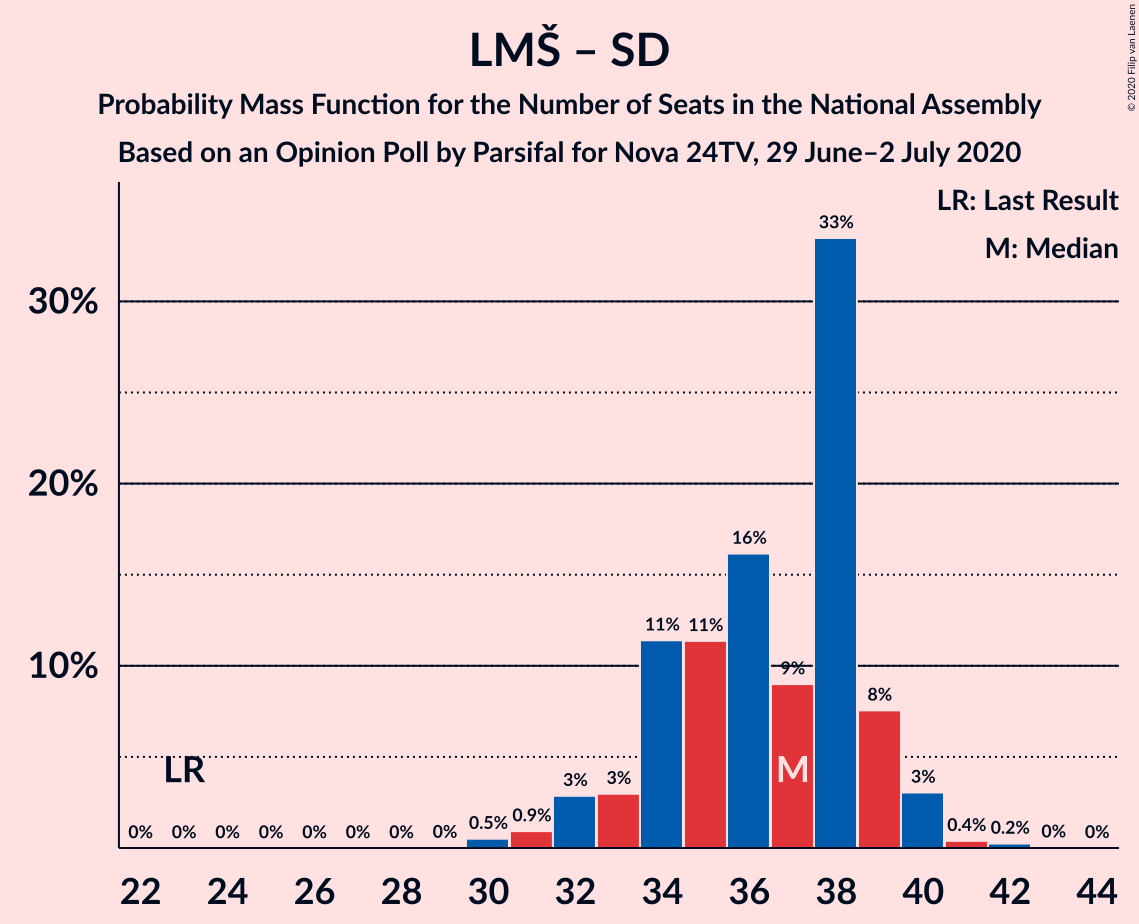 LMŠ – SD
Probability Mass Function for the Number of Seats in the National Assembly
Based on an Opinion Poll by Parsifal for Nova 24TV, 29 June–2 July 2020
© 2020 Filip van Laenen
LR: Last Result
M: Median
30%
20%
10%
0% 0% 0% 0% 0% 0% 0% 0% 0.5% 0.9% 3% 3% 11% 11% 16% 9% 33% 8% 3% 0.4% 0.2% 0% 0%
LR M
22 24 26 28 30 32 34 36 38 40 42 44